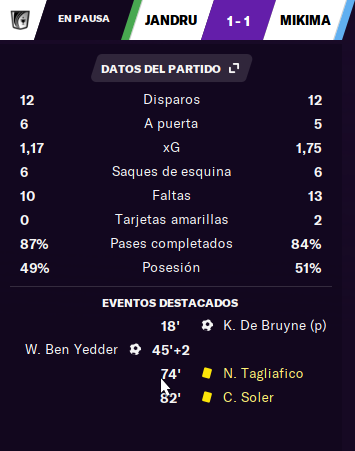 EN PAUSA JANDRU 1 - 1 MIKIMA
DATOS DEL PARTIDO
12 Disparos 12
6 A puerta 5
1,17 xG 1,75
6 Saques de esquina 6
10 Faltas 13
0 Tarjetas amarillas 2
87% Pases completados 84%
49% Posesión 51%
EVENTOS DESTACADOS
18' K. De Bruyne (p)
W. Ben Yedder 45'+2
74' N. Tagliafico
82' C. Soler